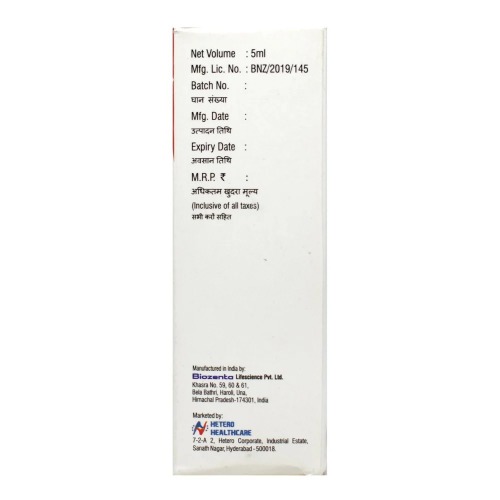 Net Volume : 5ml
Mfg. Lic. No. : BNZ/2019/145
Batch No. :
घान संख्या
Mfg. Date :
उत्पादन तिथि
Expiry Date :
अवसान तिथि
M.R.P. ₹ :
अधिकतम खुदरा मूल्य
(Inclusive of all taxes)
सभी करों सहित
Manufactured in India by:
Biozenta Lifescience Pvt. Ltd.
Khasra No. 59, 60 & 61,
Bela Bathri, Haroli, Una,
Himachal Pradesh-174301, India
Marketed by:
HETERO
HEALTHCARE
7-2-A 2, Hetero Corporate, Industrial Estate,
Sanath Nagar, Hyderabad - 500018.